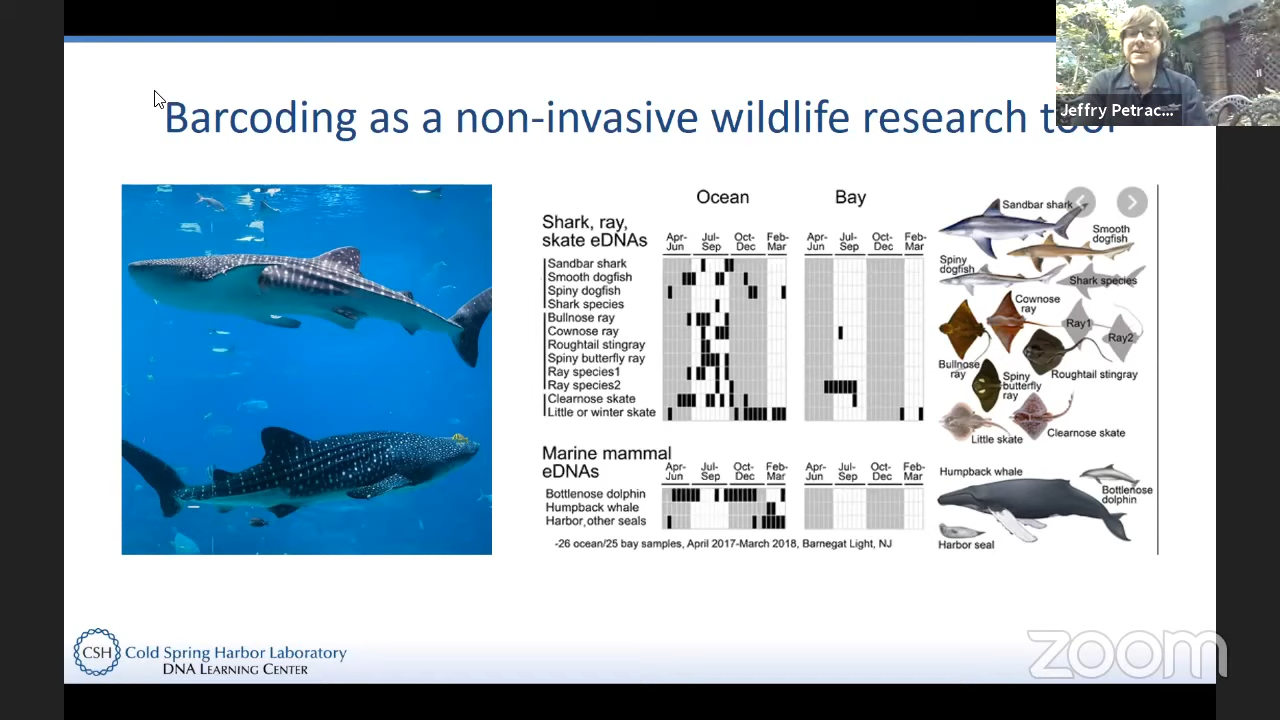 Jeffry Petrac...
Barcoding as a non-invasive wildlife research tool
Ocean
Bay
Shark, ray,
skate eDNAs
Apr-
Jun
Jul-
Sep
Oct-
Dec
Feb-
Mar
Apr-
Jun
Jul-
Sep
Oct-
Dec
Feb-
Mar
Sandbar shark
Smooth dogfish
Spiny dogfish
Shark species
Bullnose ray
Cownose ray
Roughtail stingray
Spiny butterfly ray
Ray species1
Ray species2
Clearnose skate
Little or winter skate
Marine mammal
eDNAs
Apr-
Jun
Jul-
Sep
Oct-
Dec
Feb-
Mar
Apr-
Jun
Jul-
Sep
Oct-
Dec
Feb-
Mar
Bottlenose dolphin
Humpback whale
Harbor, other seals
-26 ocean/25 bay samples, April 2017-March 2018, Barnegat Light, NJ
Sandbar shark
Smooth
dogfish
Spiny
dogfish
Shark species
Cownose
ray
Ray1
Ray2
Bullnose
ray
Spiny
butterfly
ray
Roughtail stingray
Little skate
Clearnose skate
Humpback whale
Bottlenose
dolphin
Harbor seal
CSH Cold Spring Harbor Laboratory
DNA LEARNING CENTER
zoom